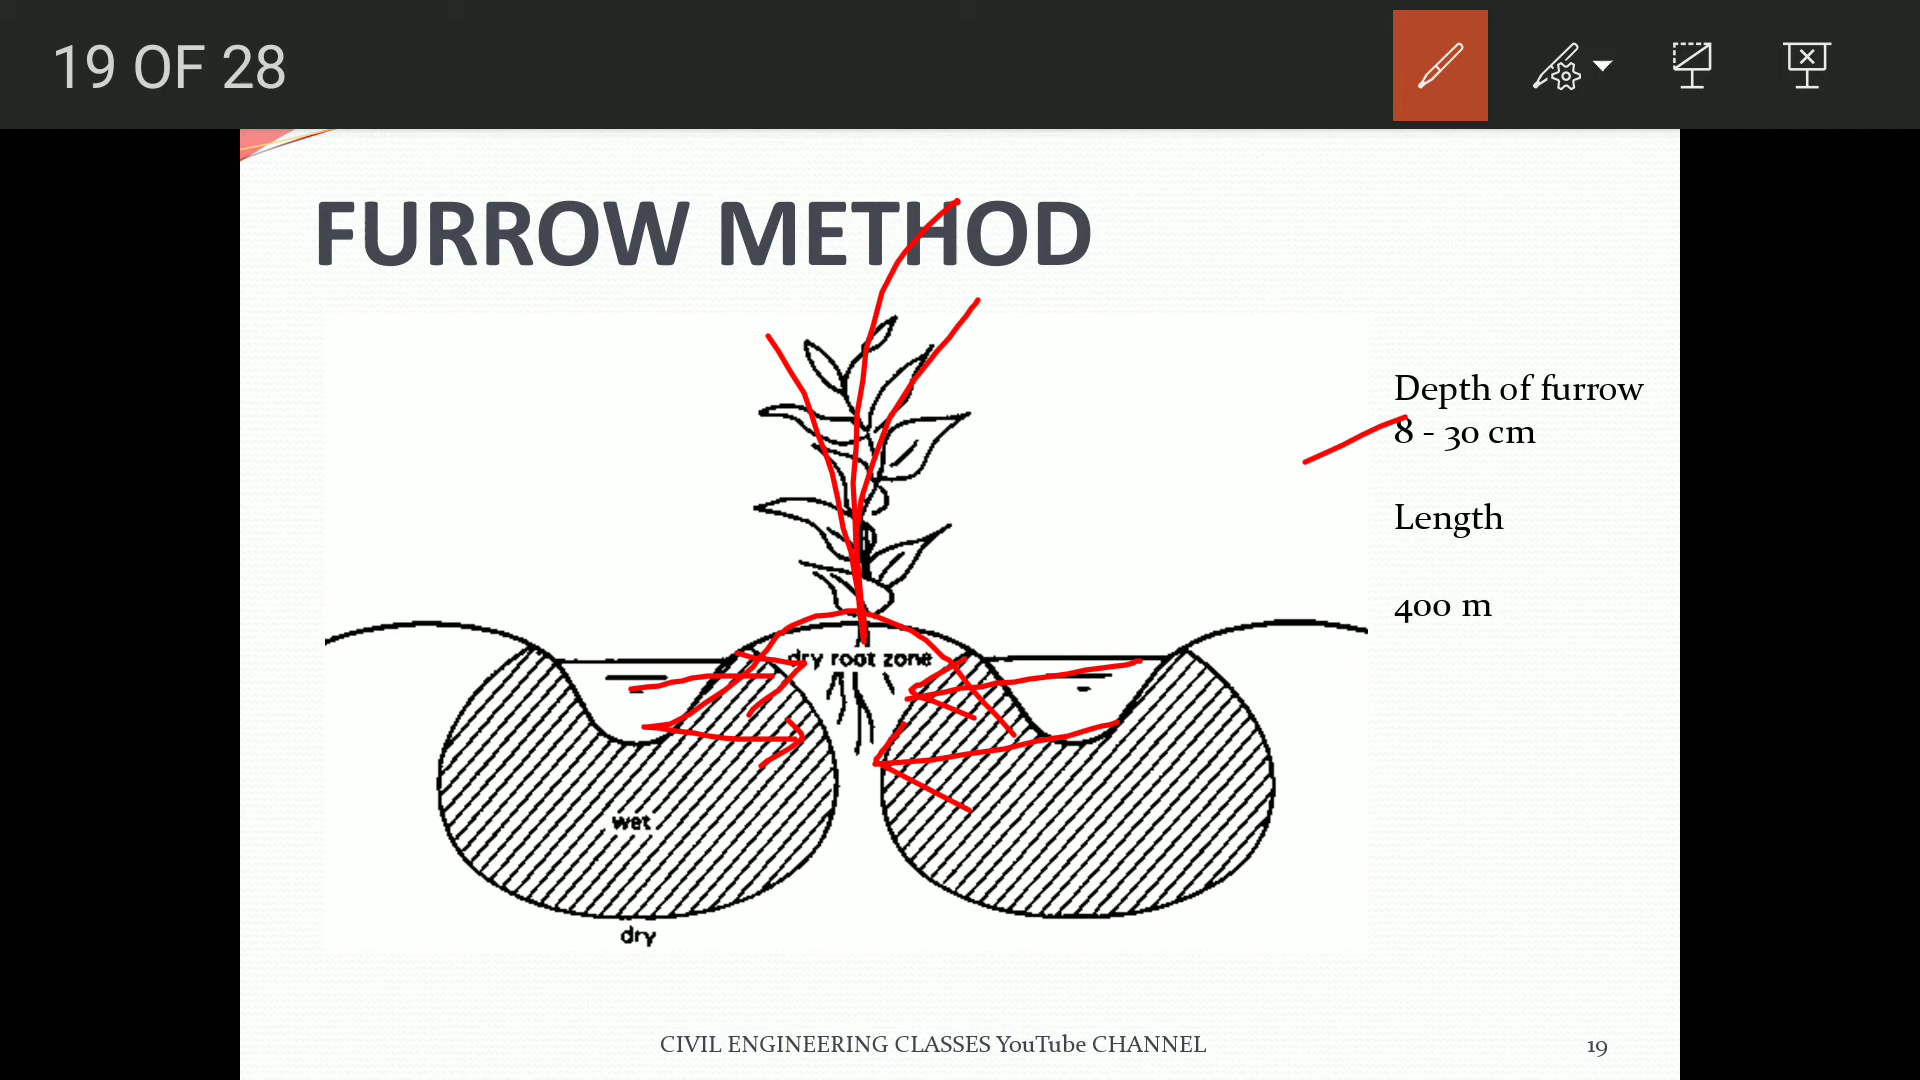 19 OF 28
FURROW METHOD
Depth of furrow
8 - 30 cm
Length
400 m
dry root zone
wet
dry
CIVIL ENGINEERING CLASSES YouTube CHANNEL
19